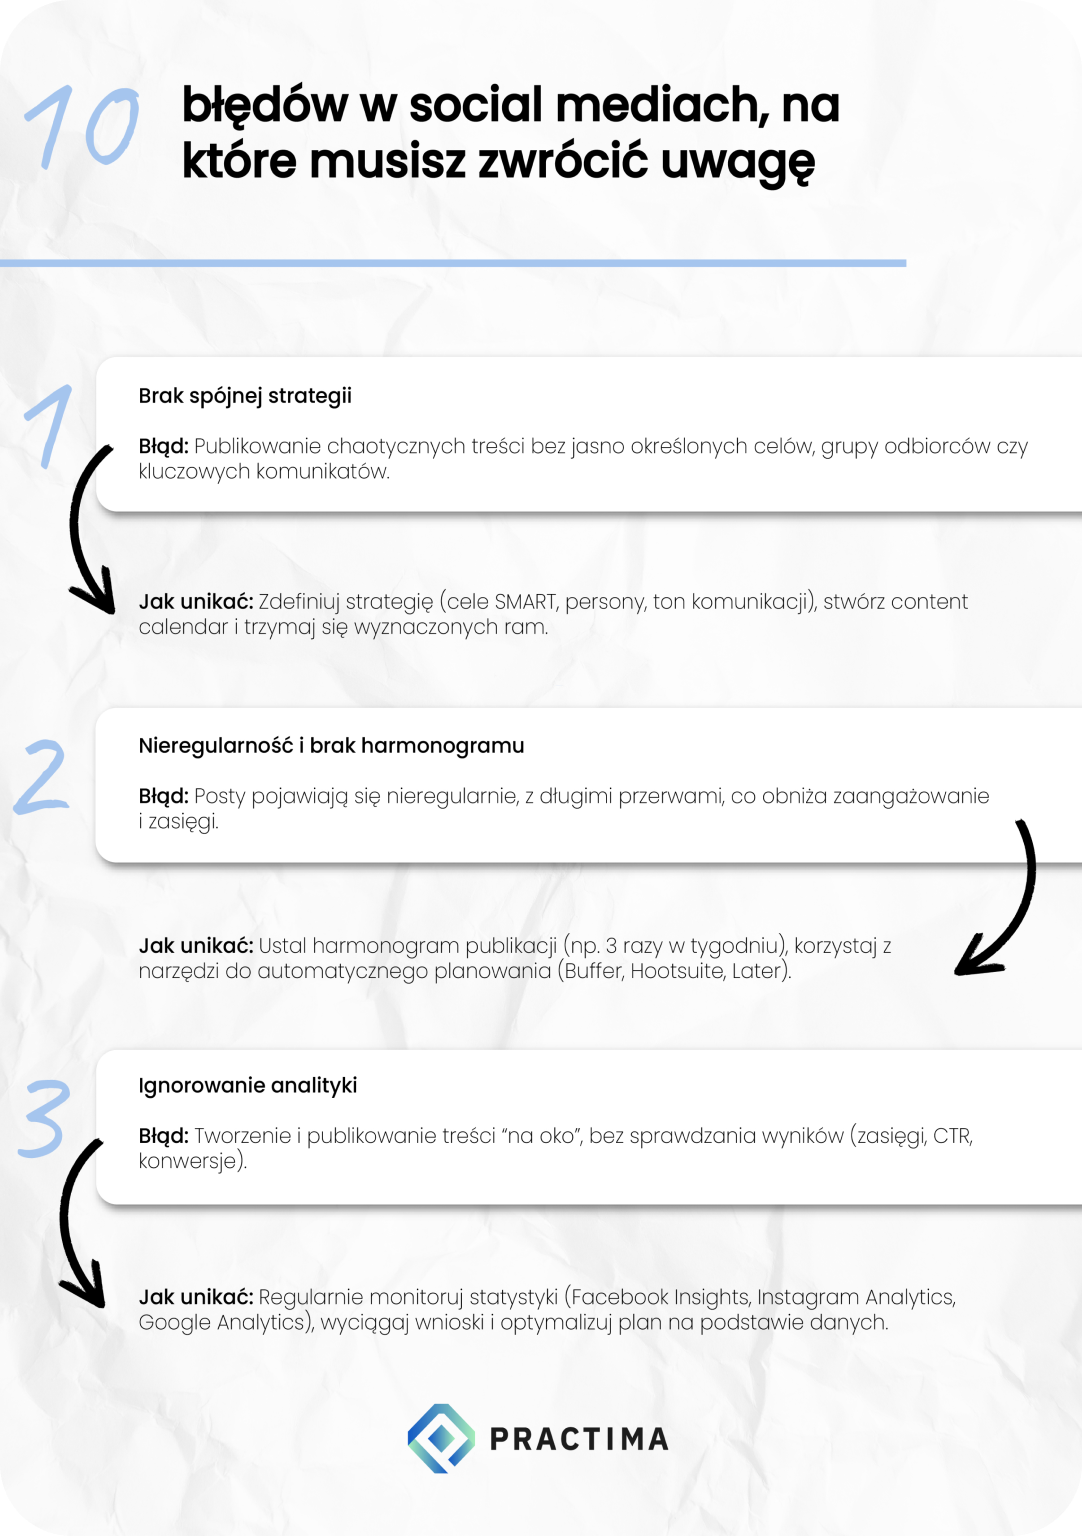 10
błędów w social mediach, na
które musisz zwrócić uwagę
1
Brak spójnej strategii
Błąd: Publikowanie chaotycznych treści bez jasno określonych celów, grupy odbiorców czy
kluczowych komunikatów.
Jak unikać: Zdefiniuj strategię (cele SMART, persony, ton komunikacji), stwórz content
calendar i trzymaj się wyznaczonych ram.
2
Nieregularność i brak harmonogramu
Błąd: Posty pojawiają się nieregularnie, z długimi przerwami, co obniża zaangażowanie
i zasięgi.
Jak unikać: Ustal harmonogram publikacji (np. 3 razy w tygodniu), korzystaj z
narzędzi do automatycznego planowania (Buffer, Hootsuite, Later).
3
Ignorowanie analityki
Błąd: Tworzenie i publikowanie treści “na oko”, bez sprawdzania wyników (zasięgi, CTR,
konwersje).
Jak unikać: Regularnie monitoruj statystyki (Facebook Insights, Instagram Analytics,
Google Analytics), wyciągaj wnioski i optymalizuj plan na podstawie danych.
PRACTIMA